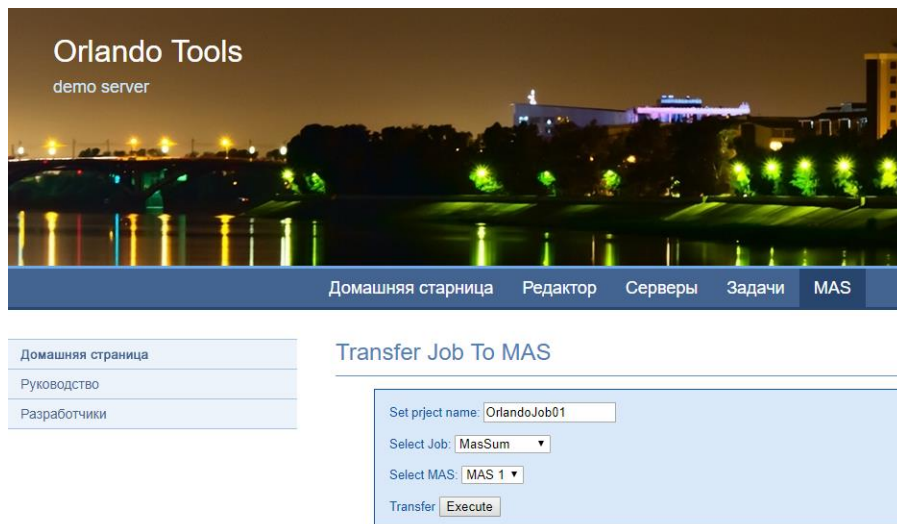 Orlando Tools
demo server
Домашняя старница Редактор Серверы Задачи MAS
Домашняя страница
Руководство
Разработчики
Transfer Job To MAS
Set prject name: OrlandoJob01
Select Job: MasSum
Select MAS: MAS 1
Transfer Execute